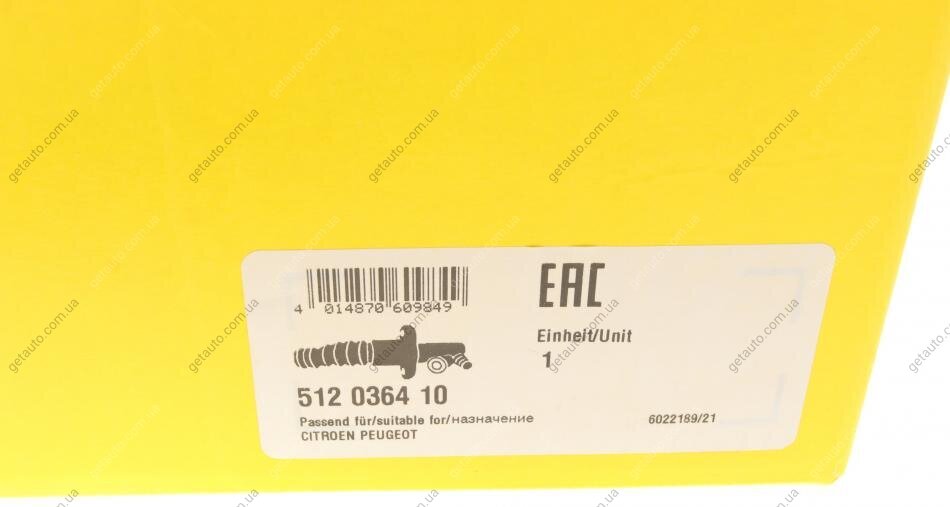 EAC
4 014870 609849
Einheit/Unit
1
512 0364 10
Passend für/suitable for/назначение
CITROEN PEUGEOT
6022189/21
getauto.com.ua